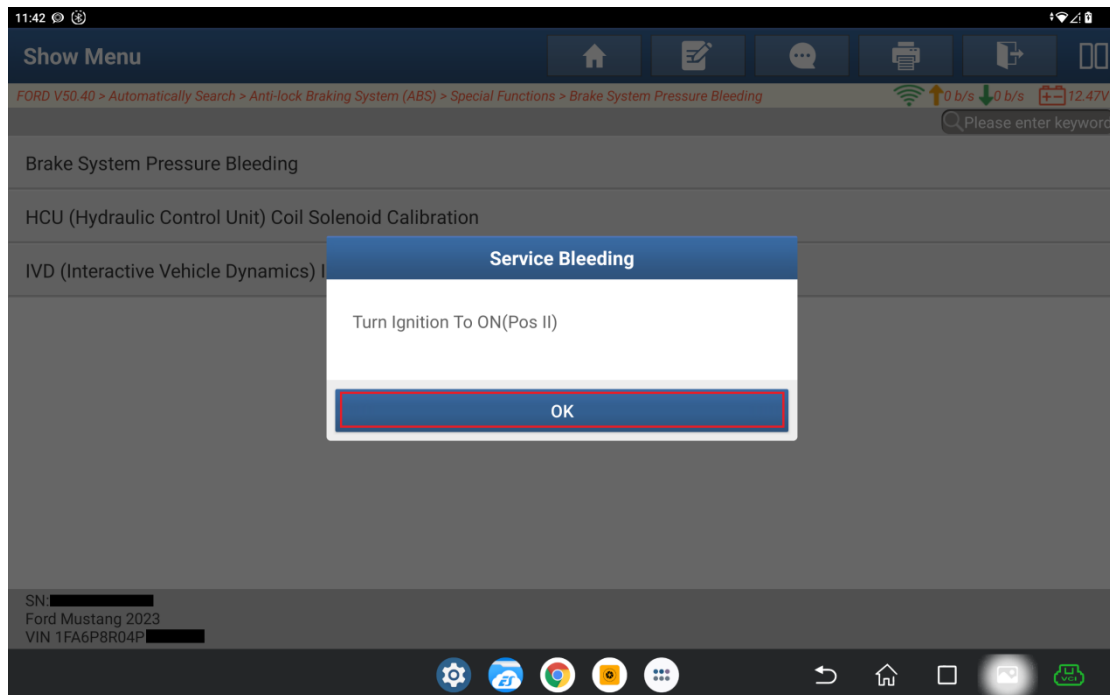 11:42
Show Menu
FORD V50.40 > Automatically Search > Anti-lock Braking System (ABS) > Special Functions > Brake System Pressure Bleeding
0 b/s 0 b/s 12.47V
Please enter keyword
Brake System Pressure Bleeding
HCU (Hydraulic Control Unit) Coil Solenoid Calibration
IVD (Interactive Vehicle Dynamics) I
Service Bleeding
Turn Ignition To ON(Pos II)
OK
SN:
Ford Mustang 2023
VIN 1FA6P8R04P
ES
VCI